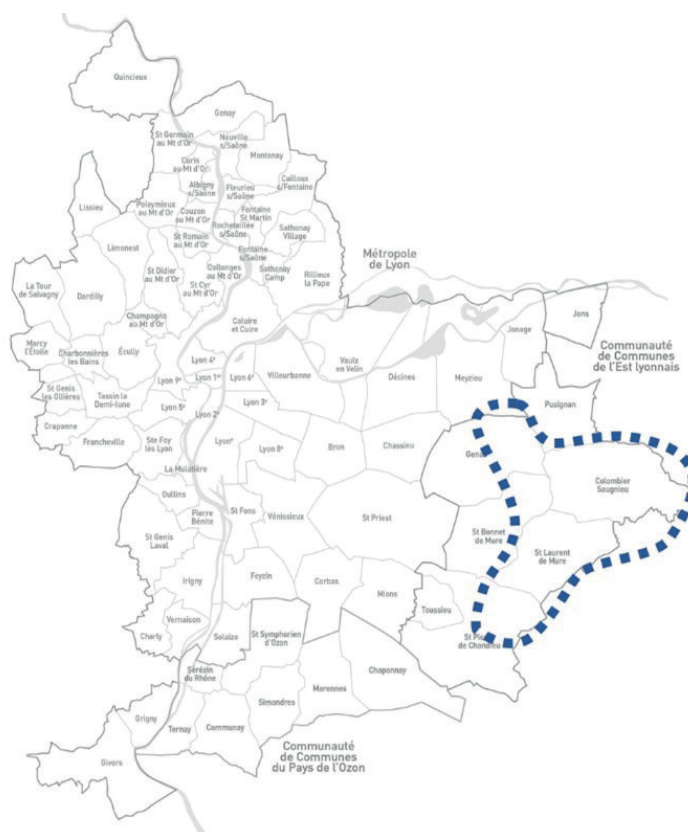 Quincieux
Genay
St Germain
au Mt d'Or
Neuville
s/Saône
Montanay
Curis
au Mt d'Or
Cailloux
s/Fontaine
Albigny
s/Saône
Fleurieu
s/Saône
Lissieu
Poleymieux
au Mt d'Or
Couzon
au Mt d'Or
Fontaine
St Martin
Rochetaillée
s/Saône
Sathonay
Village
Limonest
St Romain
au Mt d'Or
Fontaine
s/Saône
Métropole
de Lyon
La Tour
de Salvagny
Dardilly
St Didier
au Mt d'Or
Collonges
au Mt d'Or
Sathonay
Camp
Rillieux
la Pape
St Cyr
au Mt d'Or
Champagne
au Mt d'Or
Caluire
et Cuire
Jons
Jonage
Marcy
l'Étoile
Charbonnières
les Bains
Écully
Communauté
de Communes
de l'Est lyonnais
Lyon 4e
Vaulx
en Velin
Lyon 9e
Lyon 1er
Lyon 6e
Villeurbanne
Décines
Meyzieu
St Genis
les Ollières
Tassin la
Demi-lune
Lyon 5e
Lyon 2e
Lyon 3e
Pusignan
Craponne
Francheville
Ste Foy
lès Lyon
Lyon
Lyon 8e
Bron
Chassieu
Genas
La Mulatière
Colombier
Saugnieu
Oullins
Pierre
Bénite
St Fons
Vénissieux
St Priest
St Bonnet
de Mure
St Genis
Laval
St Laurent
de Mure
Irigny
Feyzin
Corbas
Mions
Toussieu
Vernaison
Charly
Solaize
St Symphorien
d'Ozon
St Pierre
de Chandieu
Chaponnay
Sérézin
du Rhône
Marennes
Simandres
Grigny
Ternay
Communay
Givors
Communauté
de Communes
du Pays de l'Ozon